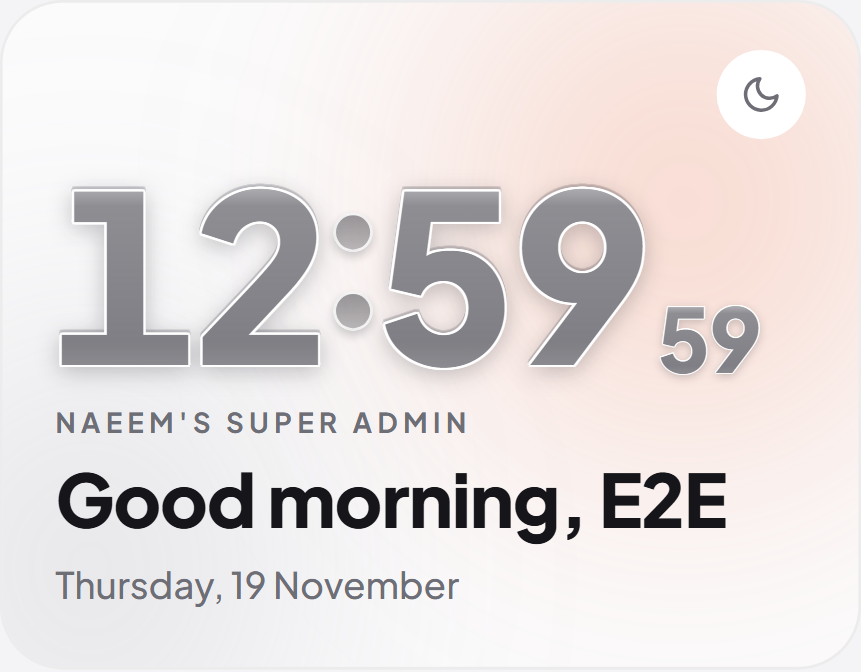 12:59 59
NAEEM'S SUPER ADMIN
Good morning, E2E
Thursday, 19 November